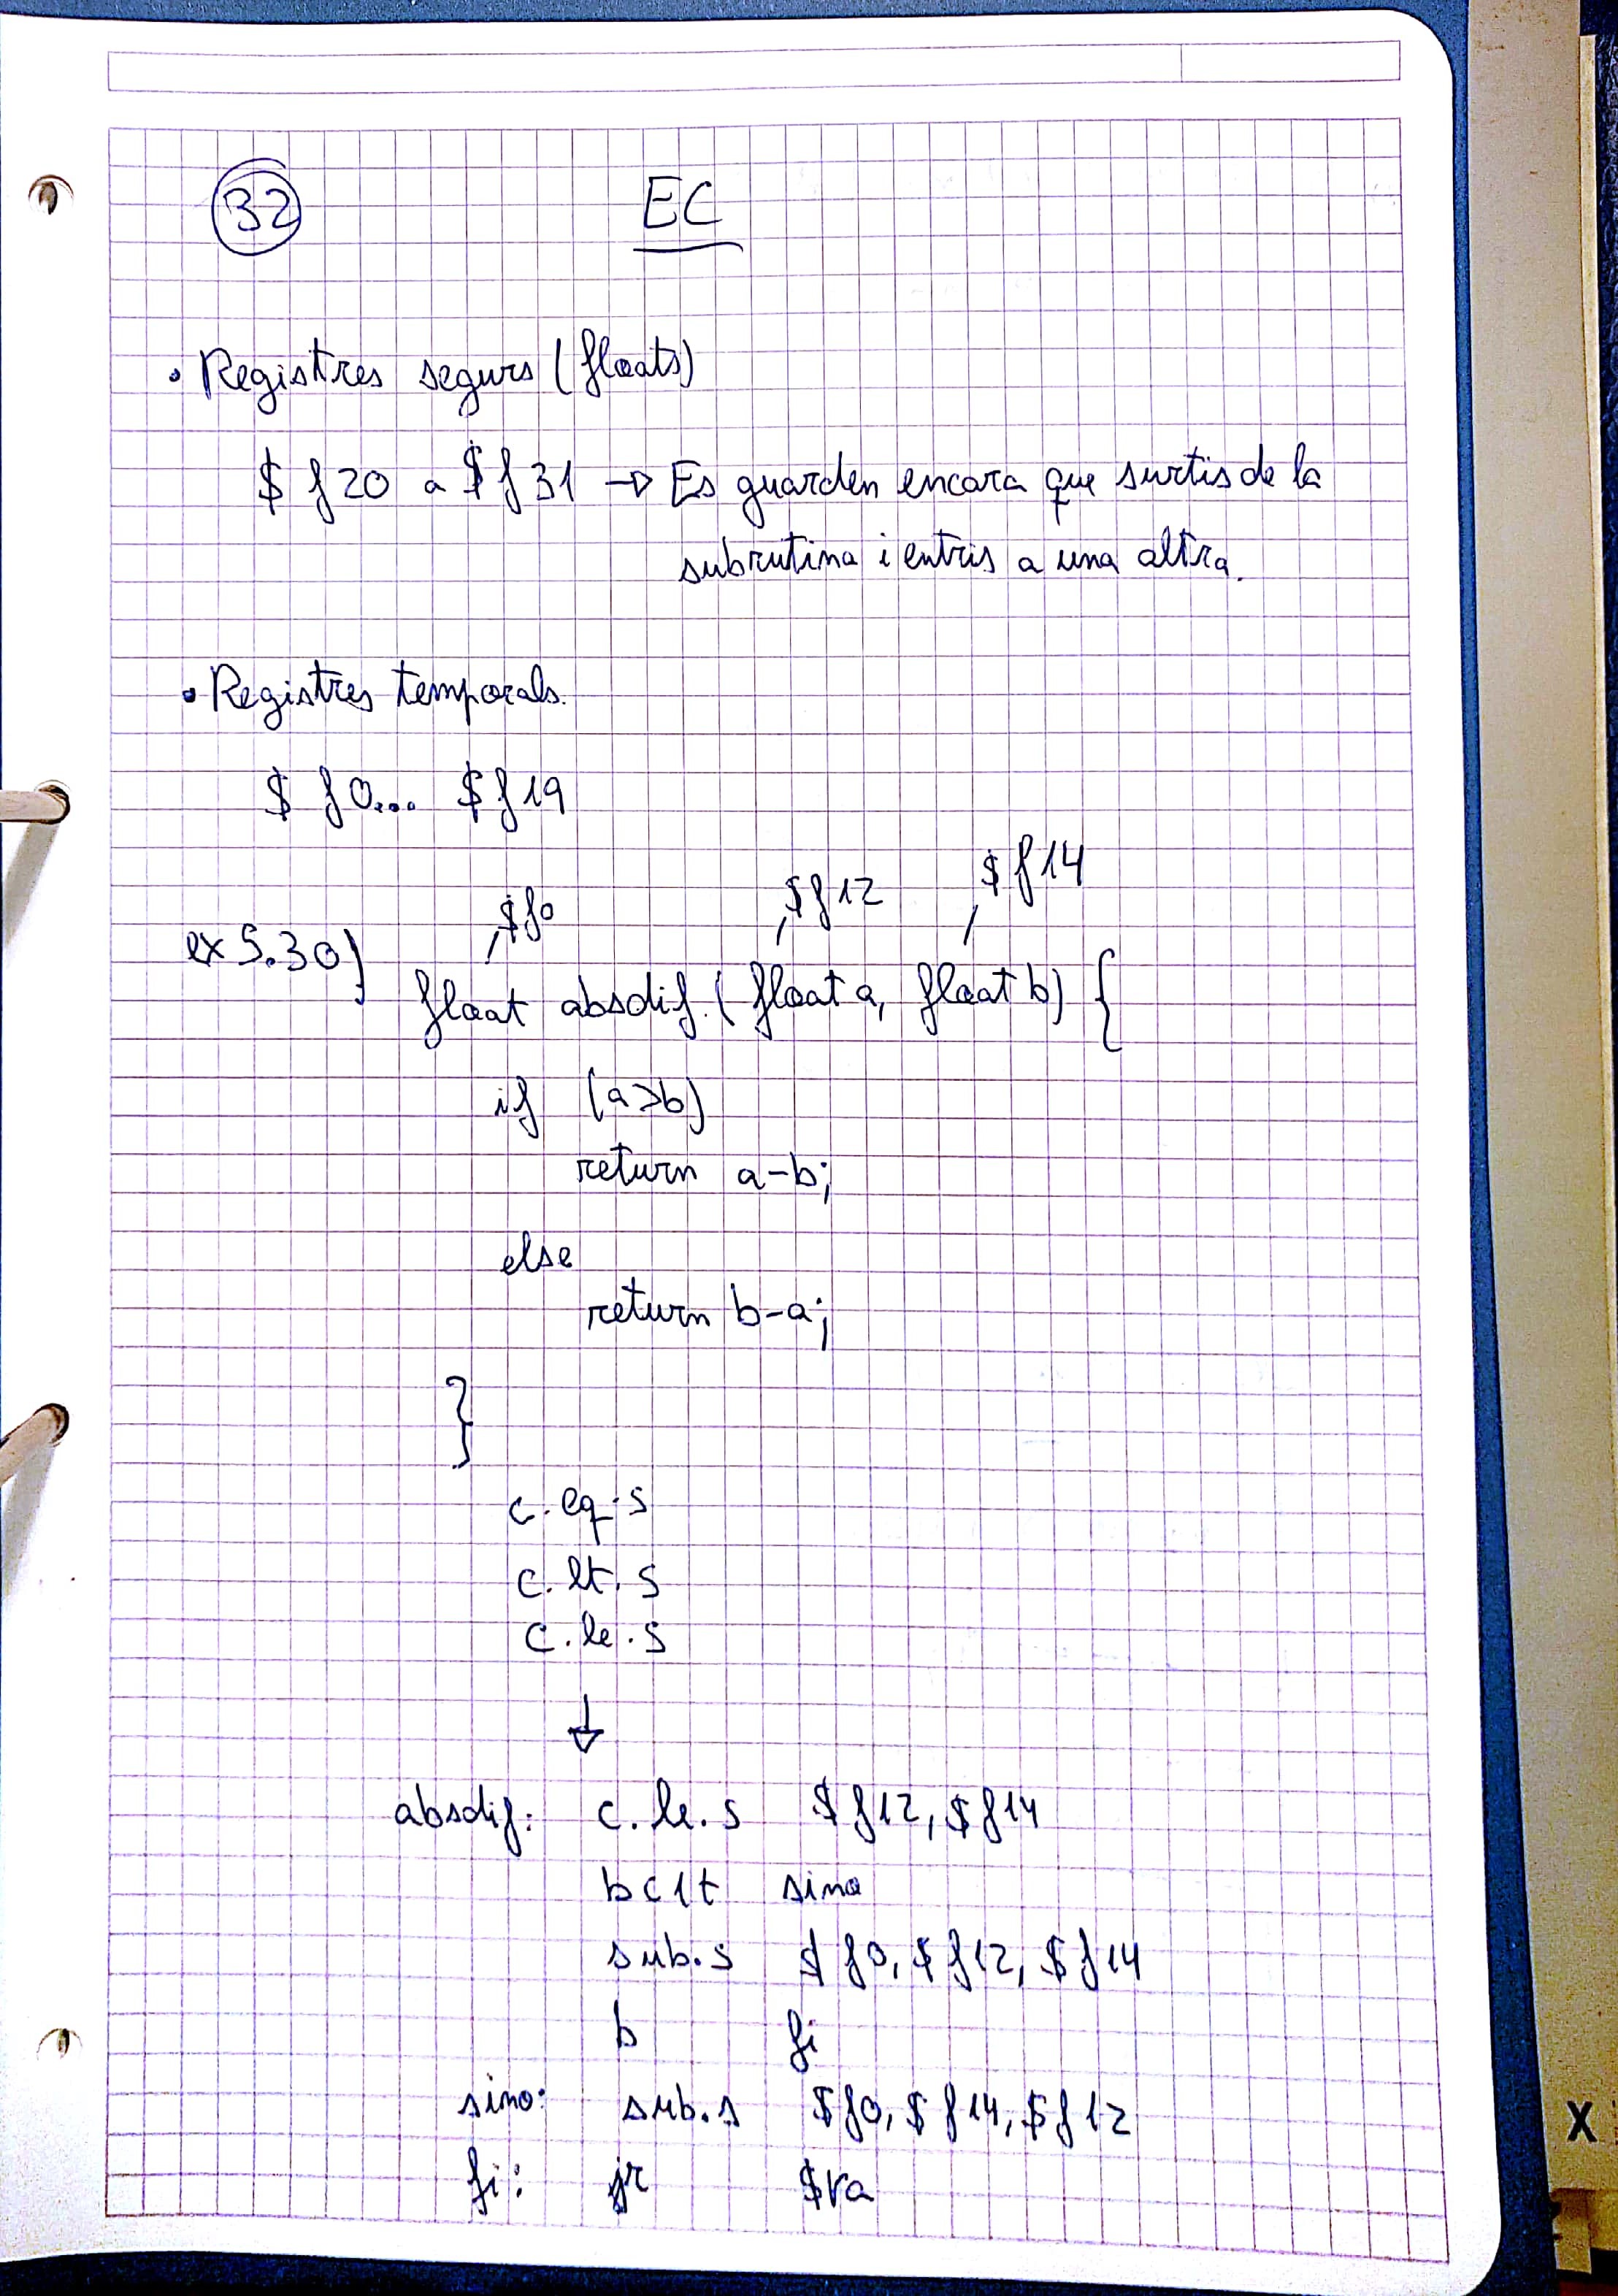 32
EC
• Registres segurs (floats)
$f20 a $f31 → Es guarden encara que surtis de la
subrutina i entris a una altra.
• Registres temporals.
$f0... $f19
$f0 $f12 $f14
ex 5.30)
float absdif (float a, float b) {
if (a>b)
return a-b;
else
return b-a;
}
c.eq.s
c.lt.s
c.le.s
↓
absdif: c.le.s $f12, $f14
bc1t sino
sub.s $f0, $f12, $f14
b fi
sino: sub.s $f0, $f14, $f12
fi: jr $ra
X